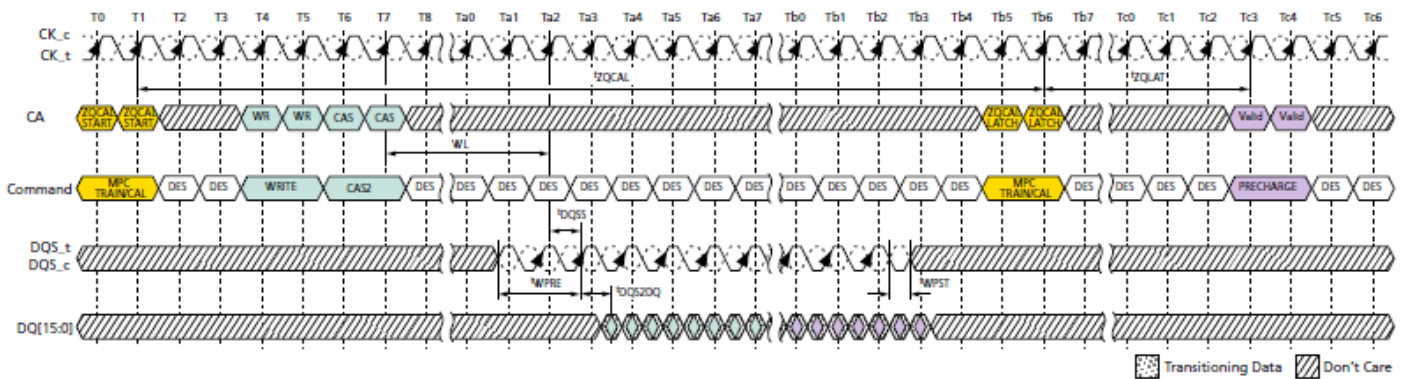 T0 T1 T2 T3 T4 T5 T6 T7 T8 Ta0 Ta1 Ta2 Ta3 Ta4 Ta5 Ta6 Ta7 Tb0 Tb1 Tb2 Tb3 Tb4 Tb5 Tb6 Tb7 Tc0 Tc1 Tc2 Tc3 Tc4 Tc5 Tc6
CK_c
CK_t
tZQCAL tZQLAT
CA ZQCAL START ZQCAL START WR WR CAS CAS ZQCAL LATCH ZQCAL LATCH Valid Valid
WL
Command MPC TRAIN/CAL DES DES WRITE CAS2 DES DES DES DES DES DES DES DES DES DES DES DES DES DES MPC TRAIN/CAL DES DES DES DES PRECHARGE DES DES
tDQSS
DQS_t
DQS_c
tWPRE tDQS2DQ tWPST
DQ[15:0]
Transitioning Data Don't Care